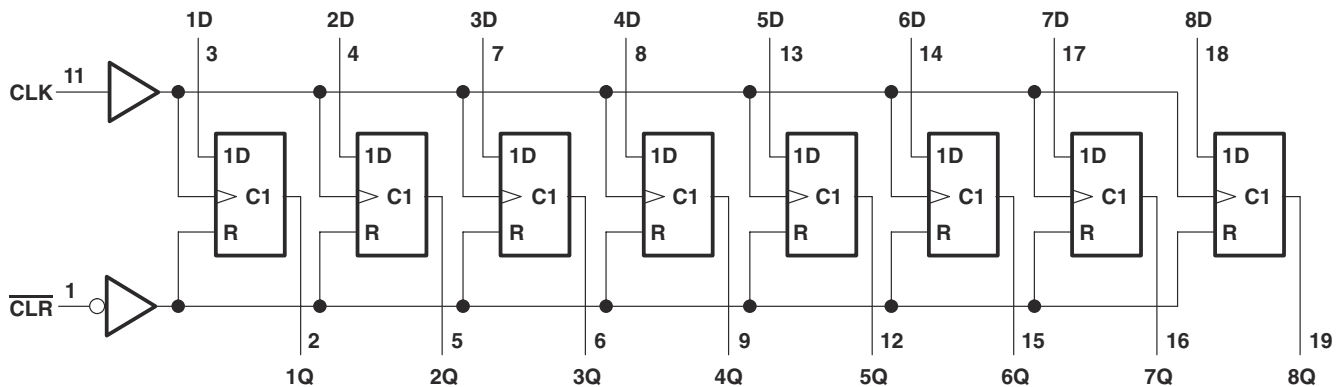 1D 2D 3D 4D 5D 6D 7D 8D
3 4 7 8 13 14 17 18
11
CLK
1D 1D 1D 1D 1D 1D 1D 1D
C1 C1 C1 C1 C1 C1 C1 C1
R R R R R R R R
1
CLR
2 5 6 9 12 15 16 19
1Q 2Q 3Q 4Q 5Q 6Q 7Q 8Q